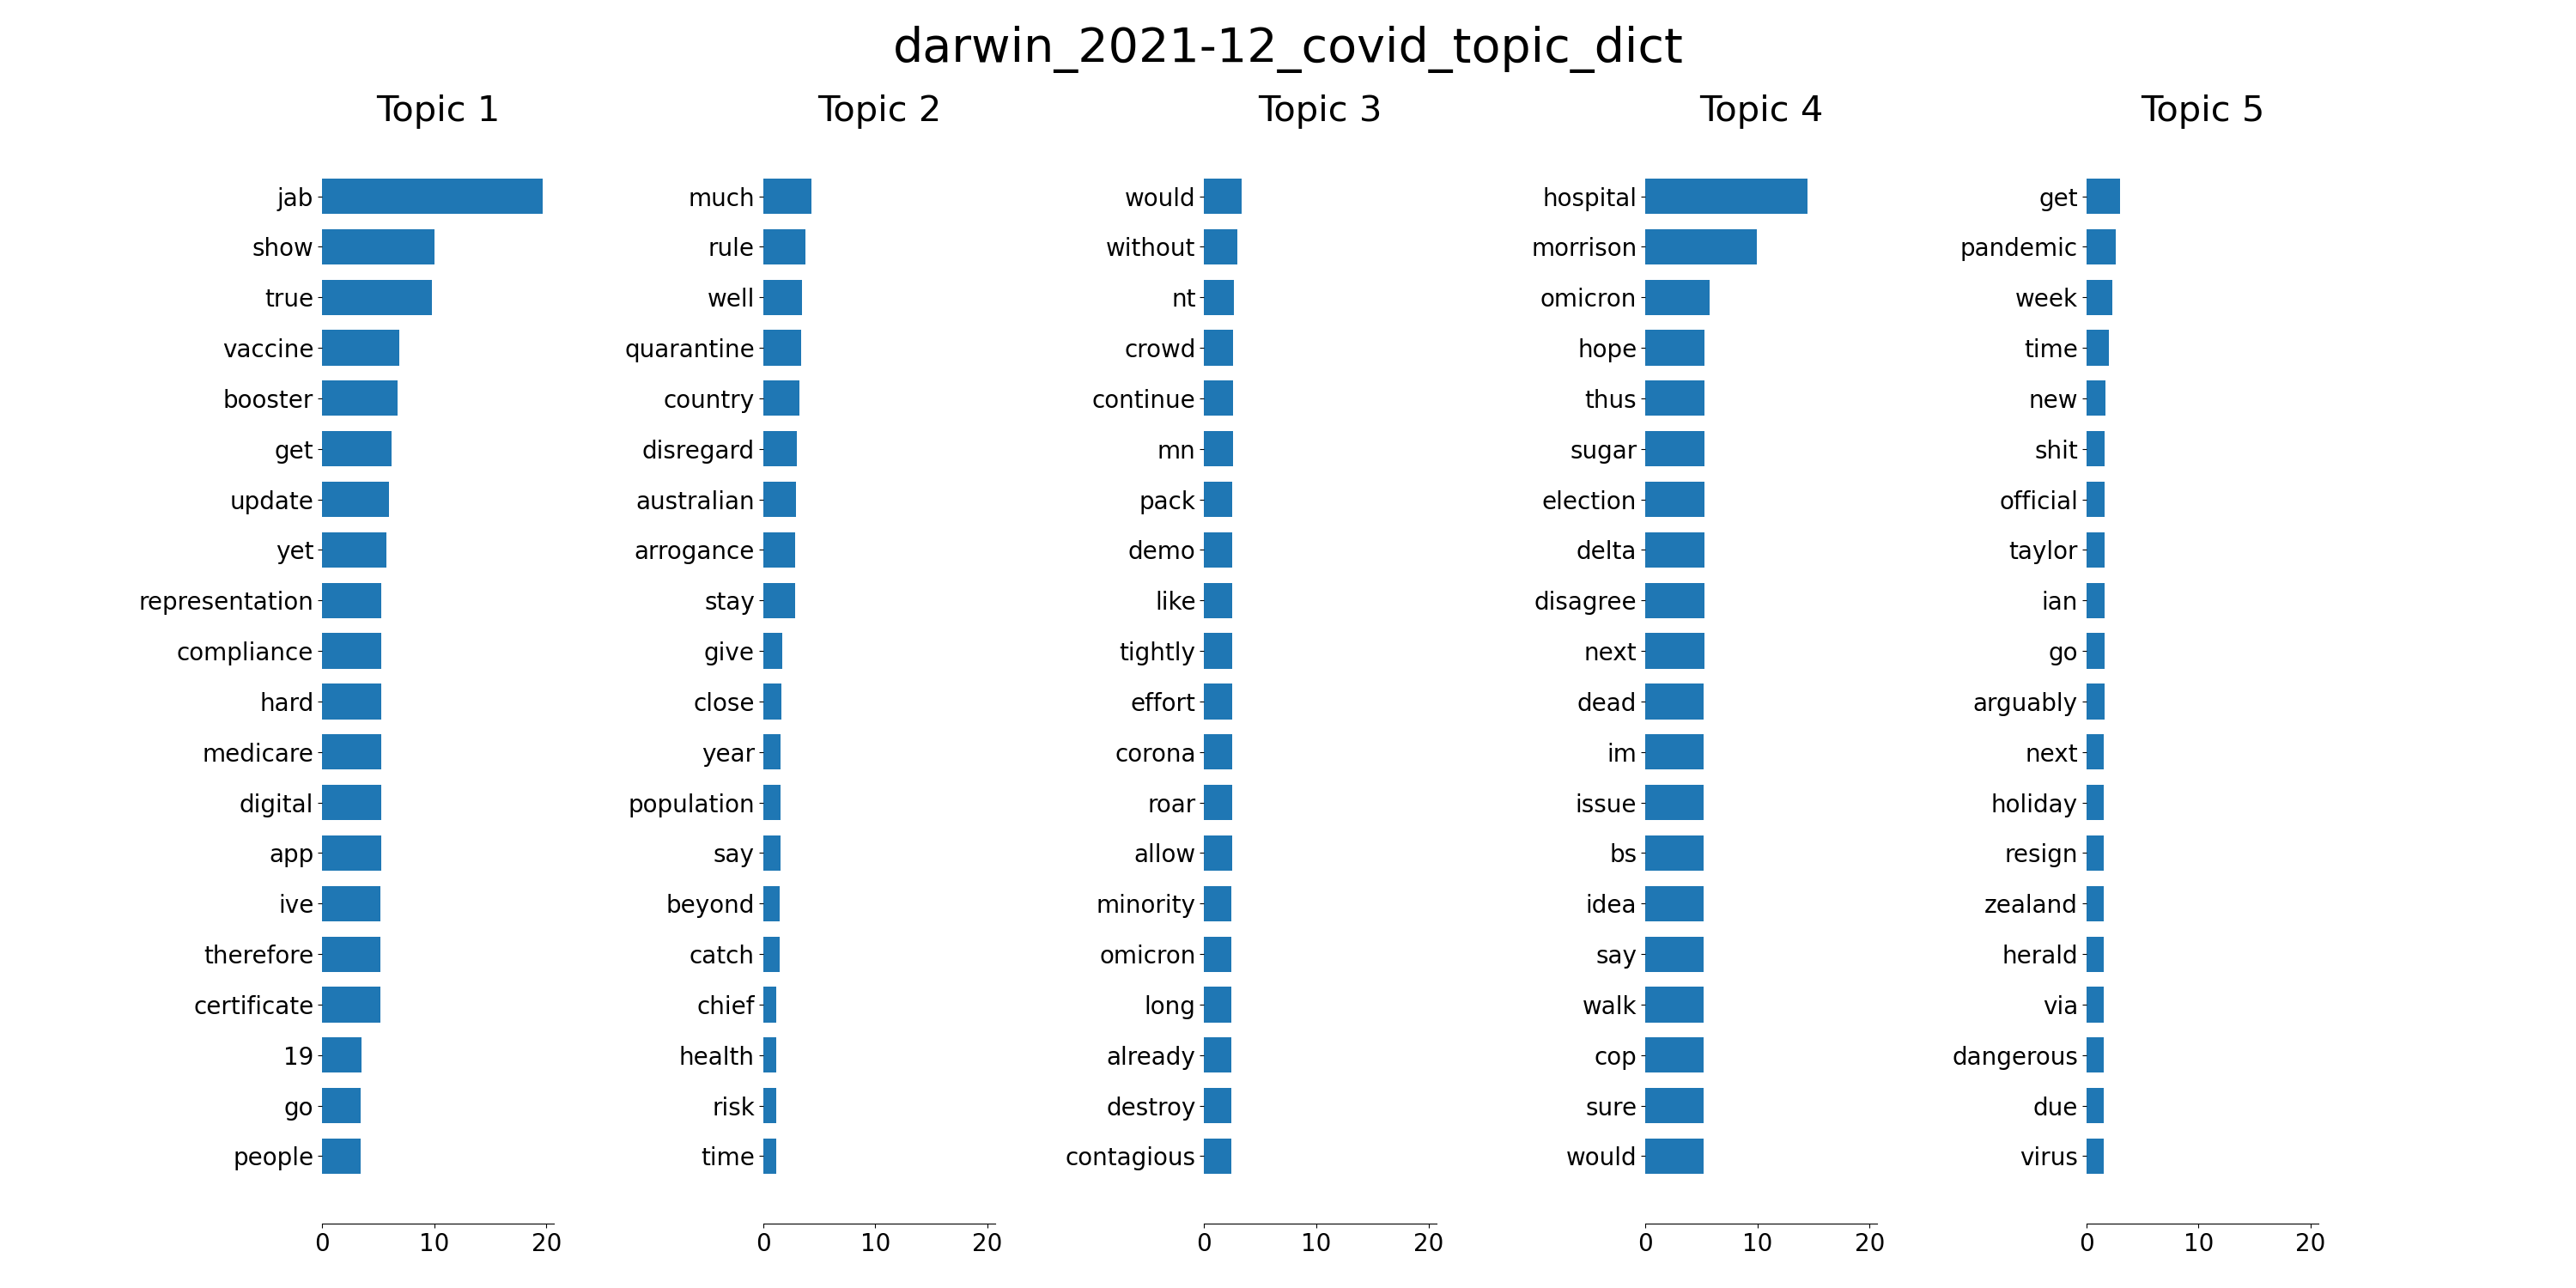 darwin_2021-12_covid_topic_dict
Topic 1
jab
show
true
vaccine
booster
get
update
yet
representation
compliance
hard
medicare
digital
app
ive
therefore
certificate
19
go
people
0 10 20
Topic 2
much
rule
well
quarantine
country
disregard
australian
arrogance
stay
give
close
year
population
say
beyond
catch
chief
health
risk
time
0 10 20
Topic 3
would
without
nt
crowd
continue
mn
pack
demo
like
tightly
effort
corona
roar
allow
minority
omicron
long
already
destroy
contagious
0 10 20
Topic 4
hospital
morrison
omicron
hope
thus
sugar
election
delta
disagree
next
dead
im
issue
bs
idea
say
walk
cop
sure
would
0 10 20
Topic 5
get
pandemic
week
time
new
shit
official
taylor
ian
go
arguably
next
holiday
resign
zealand
herald
via
dangerous
due
virus
0 10 20